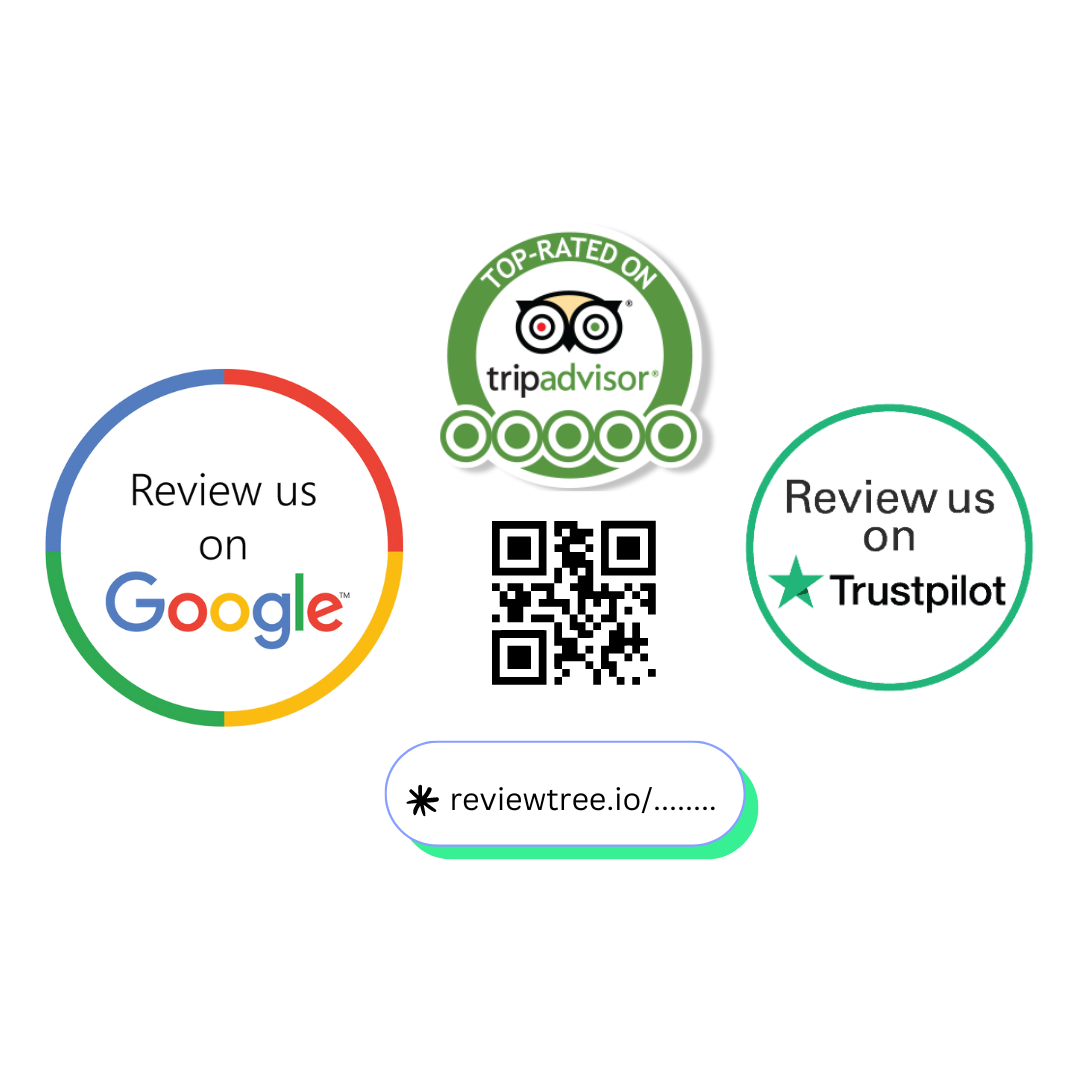 TOP-RATED ON
tripadvisor®
Review us
on
Google™
Review us
on
Trustpilot
reviewtree.io/........